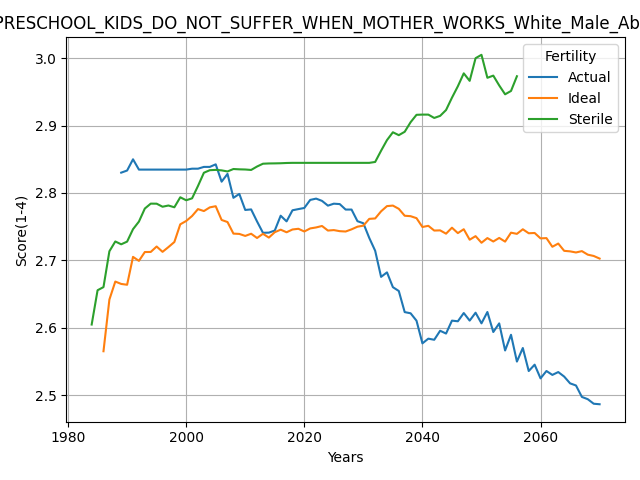 PRESCHOOL_KIDS_DO_NOT_SUFFER_WHEN_MOTHER_WORKS_White_Male_Ab
Fertility
Actual
Ideal
Sterile
3.0
2.9
2.8
2.7
2.6
2.5
Score(1-4)
1980 2000 2020 2040 2060
Years